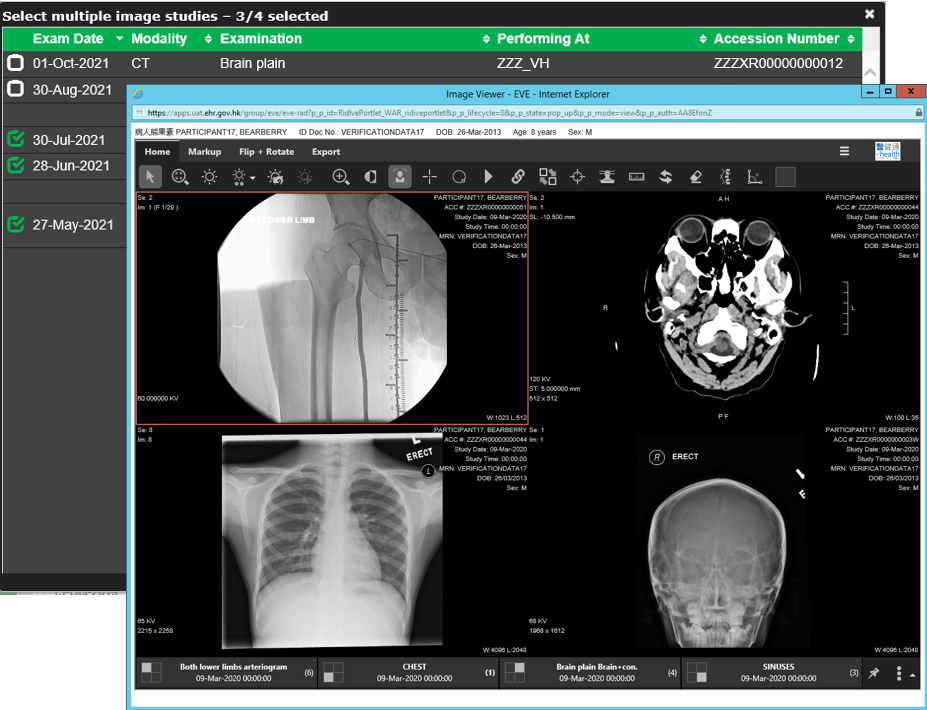 Select multiple image studies – 3/4 selected
Exam Date Modality Examination Performing At Accession Number
01-Oct-2021 CT Brain plain ZZZ_VH ZZZXR00000000012
30-Aug-2021
30-Jul-2021
28-Jun-2021
27-May-2021
Image Viewer - EVE - Internet Explorer
https://apps.uat.ehr.gov.hk/group/eve/eve-rad?p_p_id=RidivePortlet_WAR_ridiveportlet&p_p_lifecycle=0&p_p_state=pop_up&p_p_mode=view&p_p_auth=AA8EfonZ
病人熊果素 PARTICIPANT17, BEARBERRY ID Doc No.: VERIFICATIONDATA17 DOB: 26-Mar-2013 Age: 8 years Sex: M
Home Markup Flip + Rotate Export
健通
ehealth
Se: 2
Im: 1 (F 1/29 )
LOWER LIMB
PARTICIPANT17, BEARBERRY
ACC #: ZZZXR0000000051
Study Date: 09-Mar-2020
Study Time: 00:00:00
MRN: VERIFICATIONDATA17
DOB: 26-Mar-2013
Sex: M
60.000000 KV
W:1023 L:512
Se: 2
Im: 1
SL: -10.500 mm
A H
PARTICIPANT17, BEARBERRY
ACC #: ZZZXR0000000044
Study Date: 09-Mar-2020
Study Time: 00:00:00
MRN: VERIFICATIONDATA17
DOB: 26-Mar-2013
Sex: M
R
L
120 KV
ST: 5.000000 mm
512 x 512
P F
W:100 L:35
Se: 8
Im: 8
L
ERECT
L
PARTICIPANT17, BEARBERRY
ACC #: ZZZXR0000000044
Study Date: 09-Mar-2020
Study Time: 00:00:00
MRN: VERIFICATIONDATA17
DOB: 26/03/2013
Sex: M
65 KV
2215 x 2258
W:4096 L:2048
Se: 1
Im: 1
R ERECT
PARTICIPANT17, BEARBERRY
ACC #: ZZZXR000000003W
Study Date: 09-Mar-2020
Study Time: 00:00:00
MRN: VERIFICATIONDATA17
DOB: 26/03/2013
Sex: M
68 KV
1968 x 1612
W:4096 L:2048
Both lower limbs arteriogram
09-Mar-2020 00:00:00
(6)
CHEST
09-Mar-2020 00:00:00
(1)
Brain plain Brain+con.
09-Mar-2020 00:00:00
(4)
SINUSES
09-Mar-2020 00:00:00
(3)